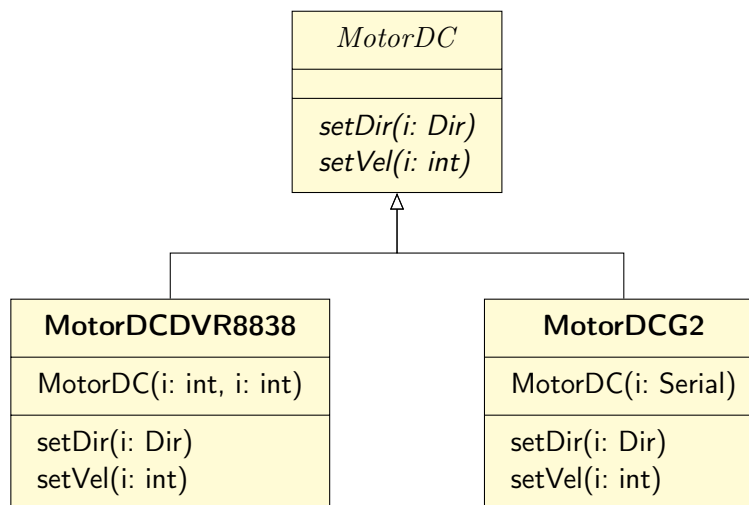 MotorDC
setDir(i: Dir)
setVel(i: int)
MotorDCDVR8838
MotorDC(i: int, i: int)
setDir(i: Dir)
setVel(i: int)
MotorDCG2
MotorDC(i: Serial)
setDir(i: Dir)
setVel(i: int)